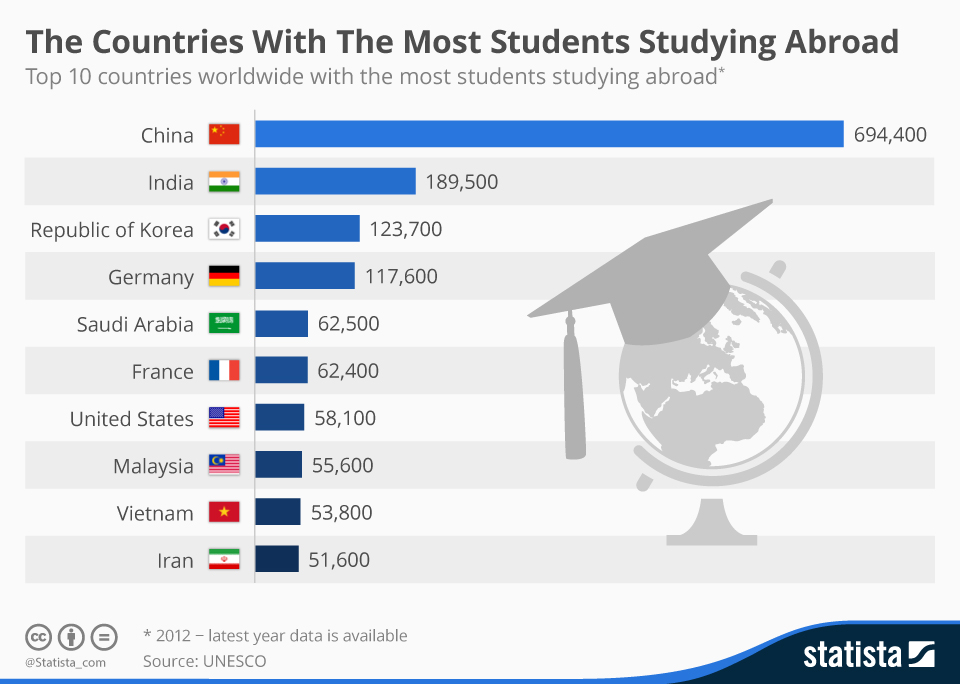 The Countries With The Most Students Studying Abroad
Top 10 countries worldwide with the most students studying abroad*
China 694,400
India 189,500
Republic of Korea 123,700
Germany 117,600
Saudi Arabia 62,500
France 62,400
United States 58,100
Malaysia 55,600
Vietnam 53,800
Iran 51,600
cc
@Statista_com
* 2012 – latest year data is available
Source: UNESCO
statista